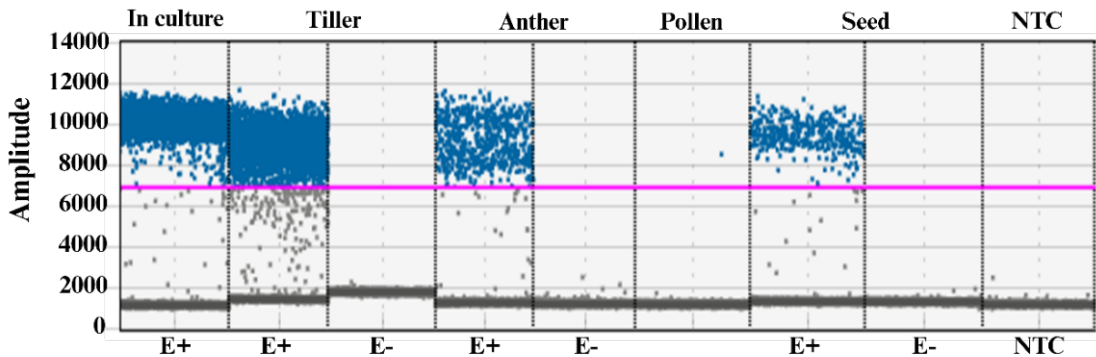 In culture Tiller Anther Pollen Seed NTC
14000
12000
10000
8000
6000
4000
2000
0
Amplitude
E+ E+ E- E+ E- E+ E- NTC